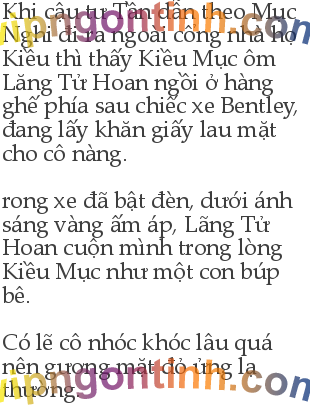 Khi cậu tư Tần dẫn theo Mục
Nghi đi ra ngoài cổng nhà họ
Kiều thì thấy Kiều Mục ôm
Lăng Tử Hoan ngồi ở hàng
ghế phía sau chiếc xe Bentley,
đang lấy khăn giấy lau mặt
cho cô nàng.
rong xe đã bật đèn, dưới ánh
sáng vàng ấm áp, Lãng Tử
Hoan cuộn mình trong lòng
Kiều Mục như một con búp
bê.
Có lẽ cô nhóc khóc lâu quá
nên gương mặt đỏ ửng lạ
thường.
vipngontinh.com
vipngontinh.com